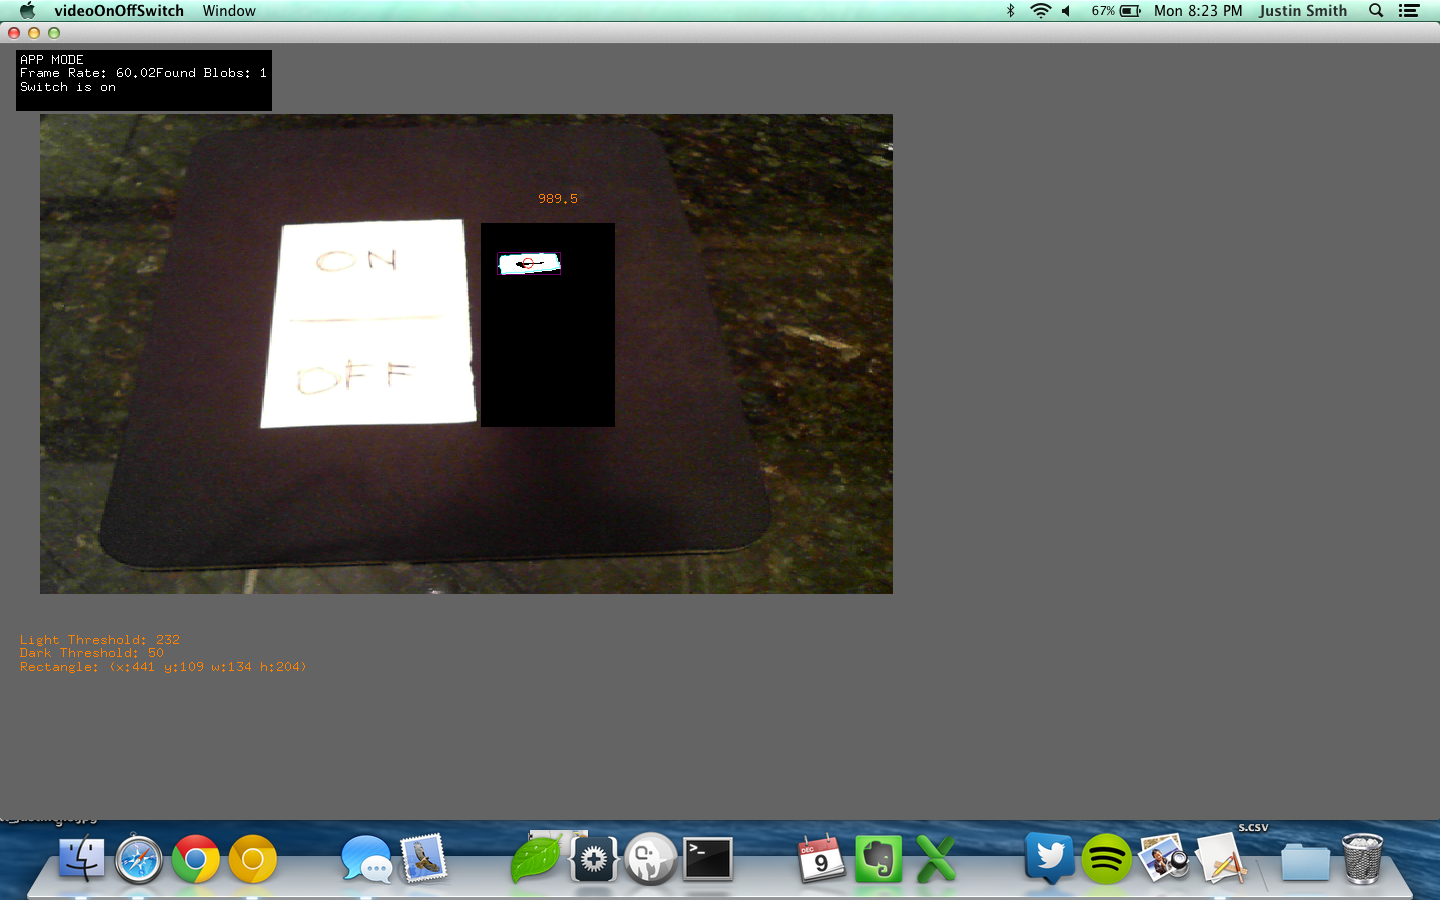 videoOnOffSwitch Window 67% Mon 8:23 PM Justin Smith
APP MODE
Frame Rate: 60.02Found Blobs: 1
Switch is on
989.5
ON
OFF
Light Threshold: 232
Dark Threshold: 50
Rectangle: (x:441 y:109 w:134 h:204)
s.csv
DEC
9